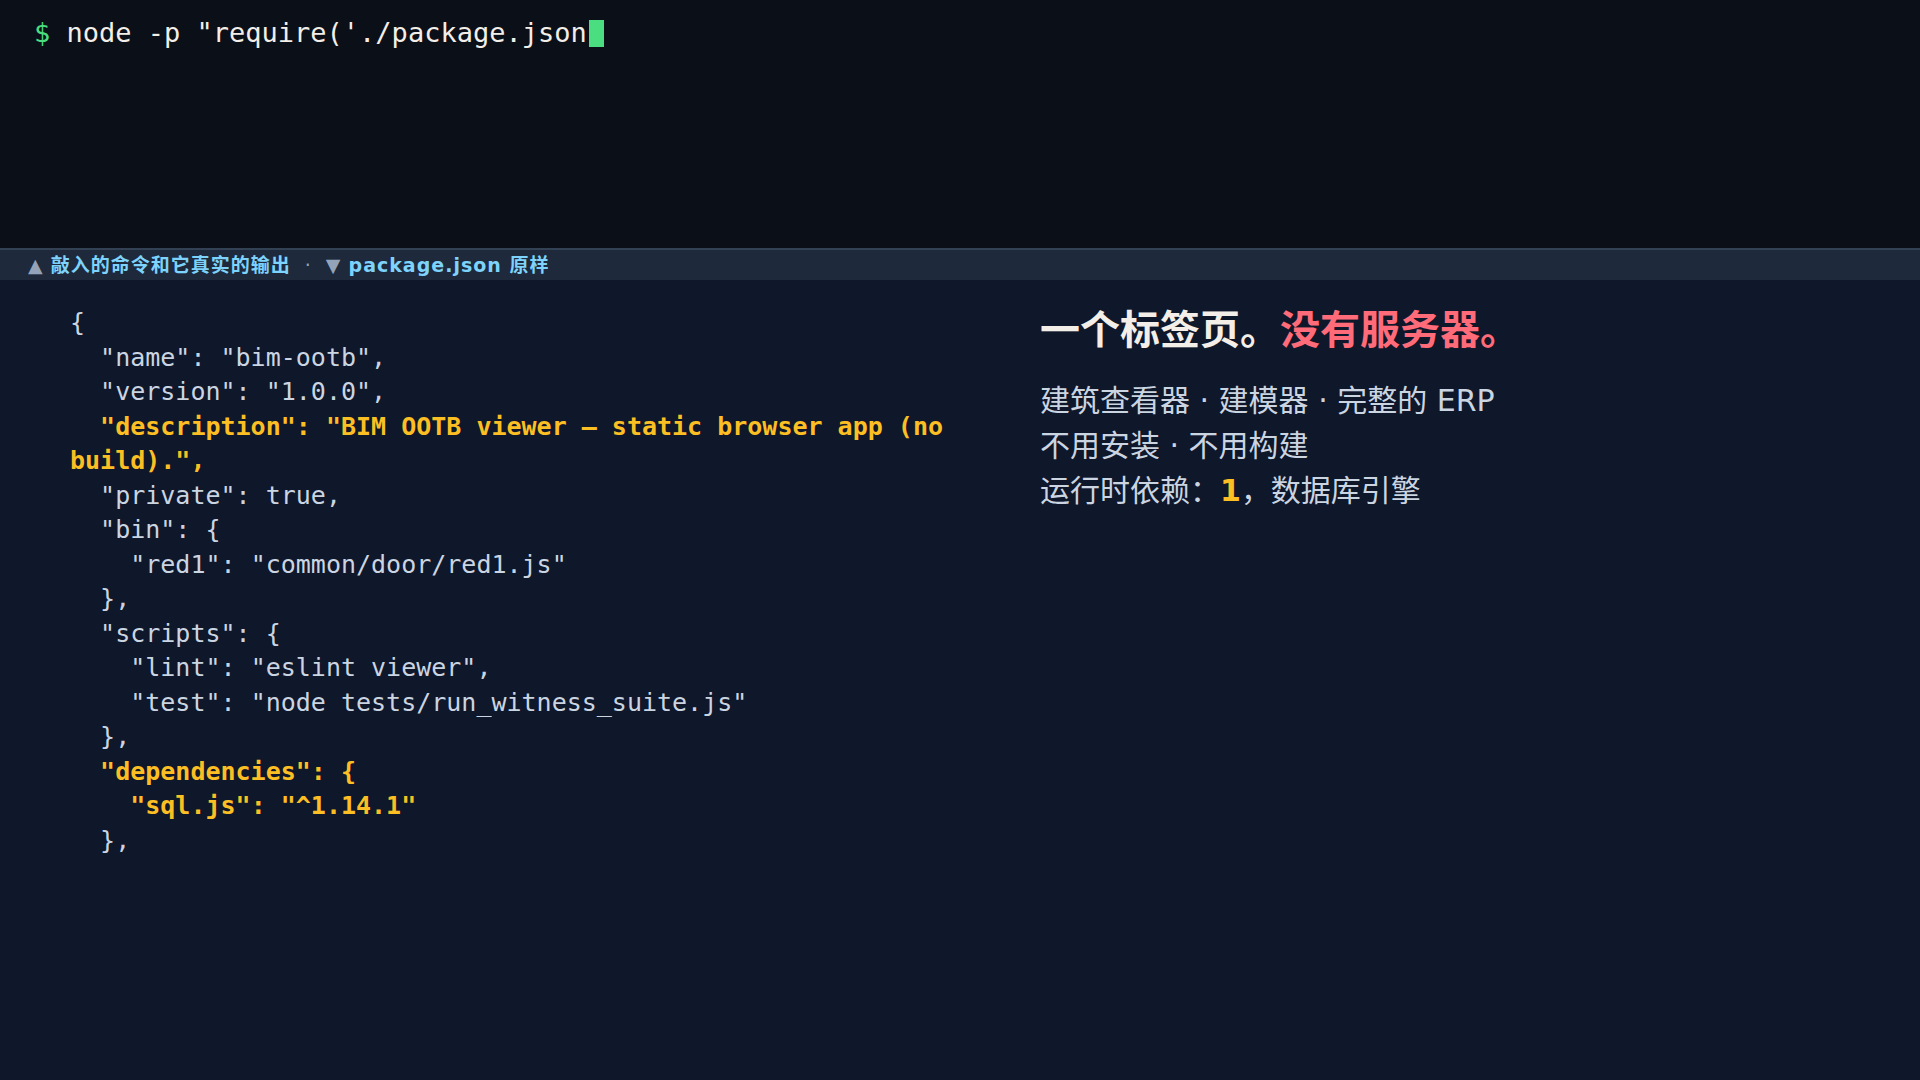 $ node -p "require('./package.json
▲ 敲入的命令和它真实的输出 · ▼ package.json 原样
{
"name": "bim-ootb",
"version": "1.0.0",
"description": "BIM OOTB viewer — static browser app (no
build).",
"private": true,
"bin": {
"red1": "common/door/red1.js"
},
"scripts": {
"lint": "eslint viewer",
"test": "node tests/run_witness_suite.js"
},
"dependencies": {
"sql.js": "^1.14.1"
},
一个标签页。没有服务器。
建筑查看器 · 建模器 · 完整的 ERP
不用安装 · 不用构建
运行时依赖：1，数据库引擎